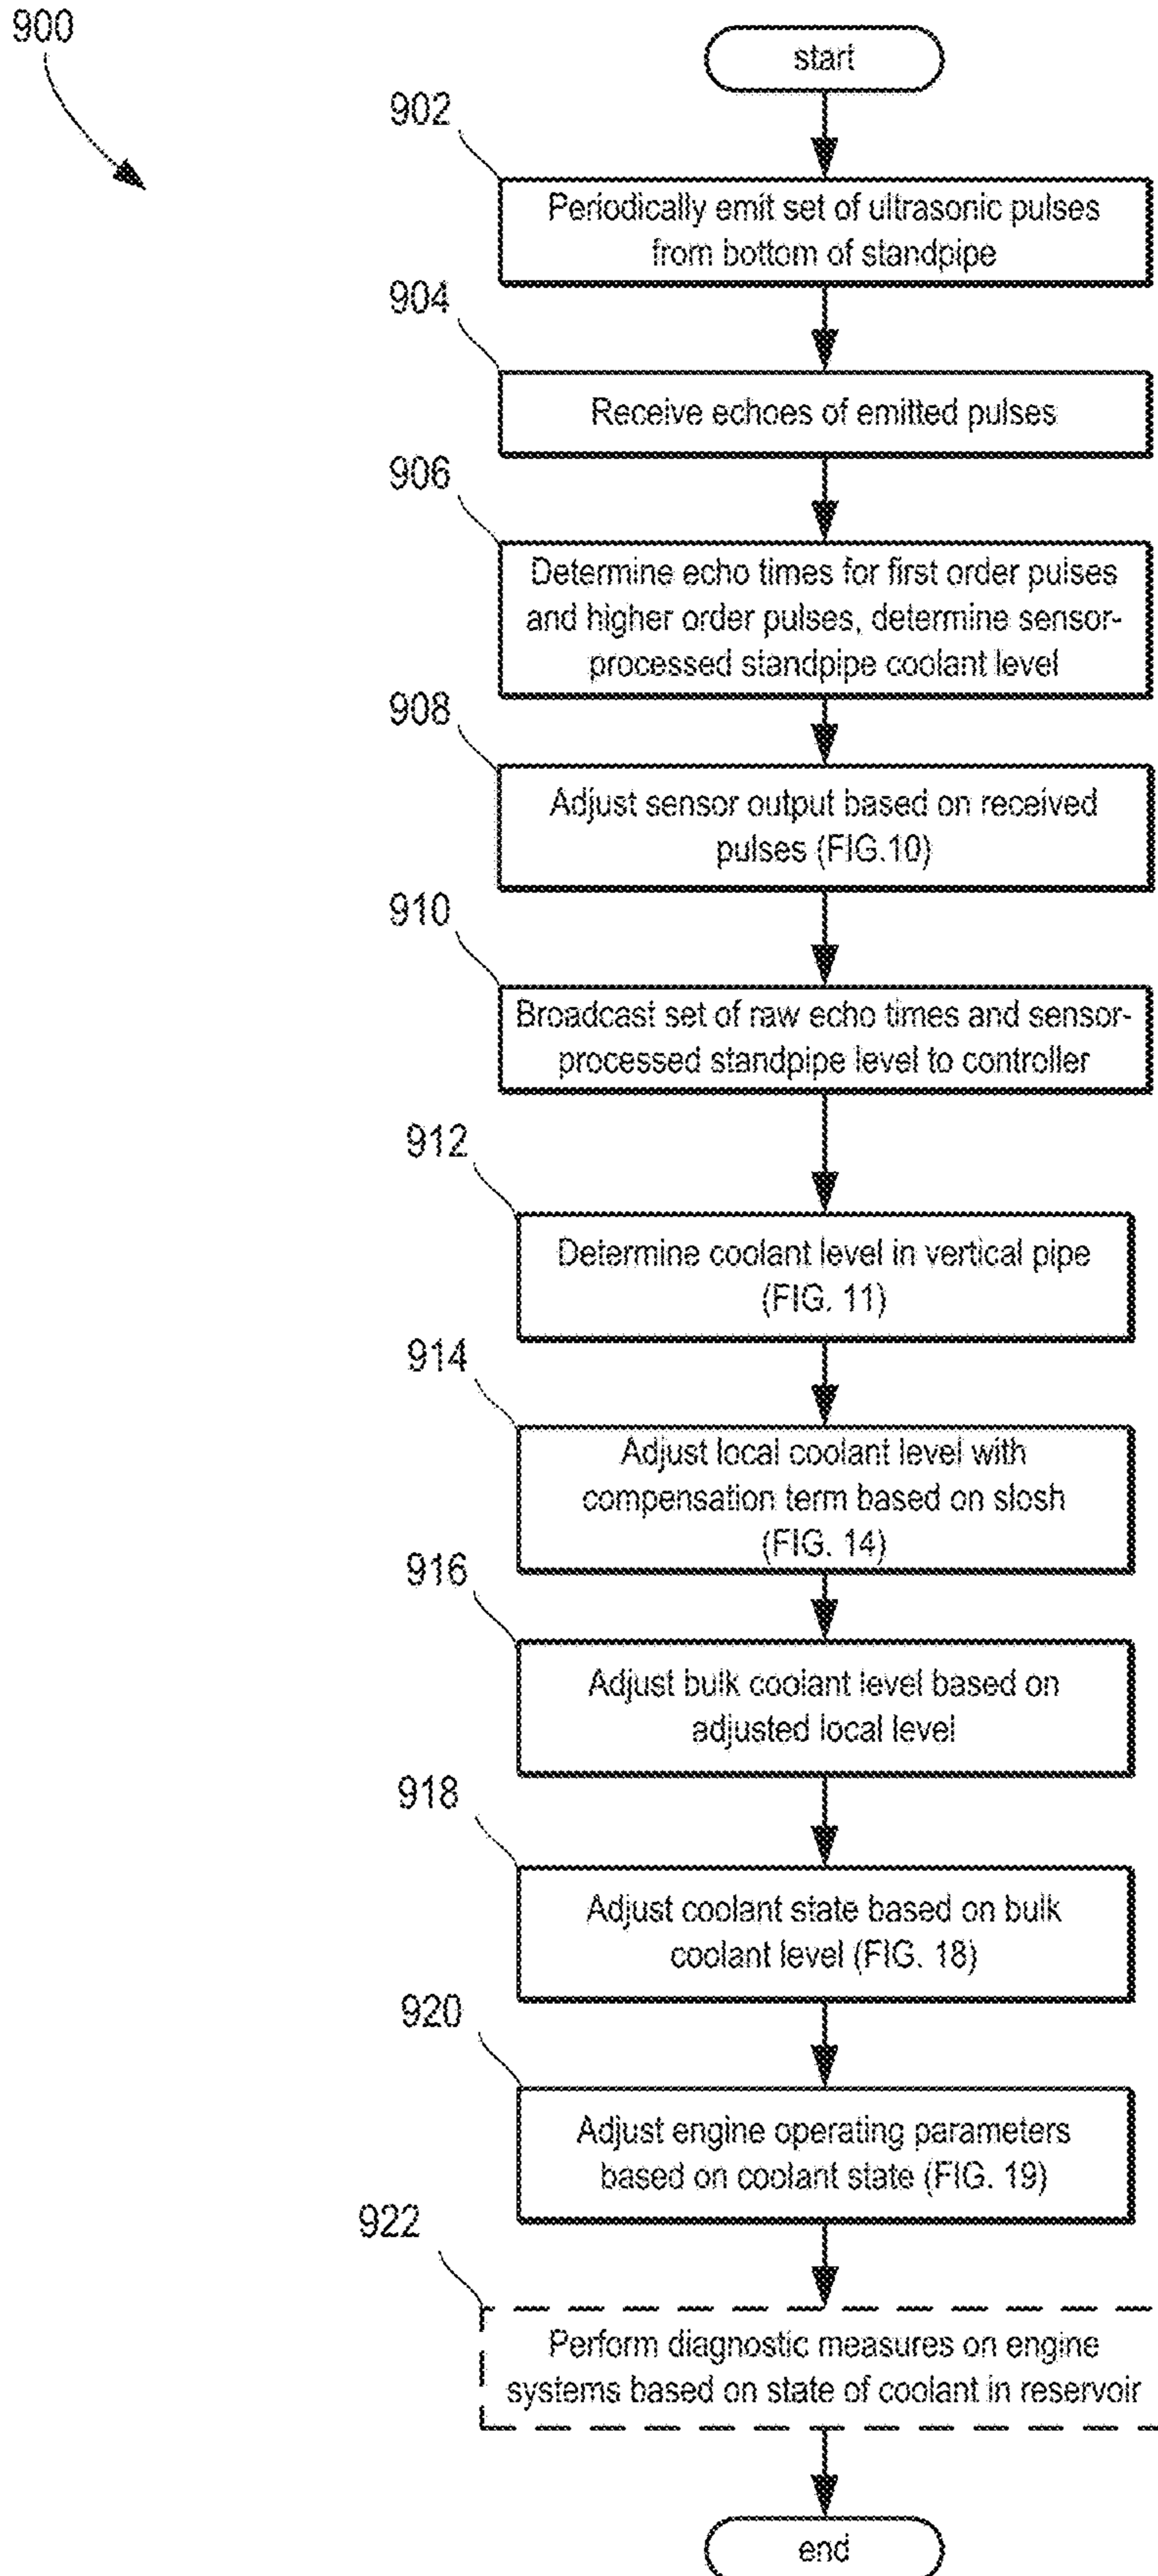 900
start
902
Periodically emit set of ultrasonic pulses
from bottom of standpipe
904
Receive echoes of emitted pulses
906
Determine echo times for first order pulses
and higher order pulses, determine sensor-
processed standpipe coolant level
908
Adjust sensor output based on received
pulses (FIG.10)
910
Broadcast set of raw echo times and sensor-
processed standpipe level to controller
912
Determine coolant level in vertical pipe
(FIG. 11)
914
Adjust local coolant level with
compensation term based on slosh
(FIG. 14)
916
Adjust bulk coolant level based on
adjusted local level
918
Adjust coolant state based on bulk
coolant level (FIG. 18)
920
Adjust engine operating parameters
based on coolant state (FIG. 19)
922
Perform diagnostic measures on engine
systems based on state of coolant in reservoir
end